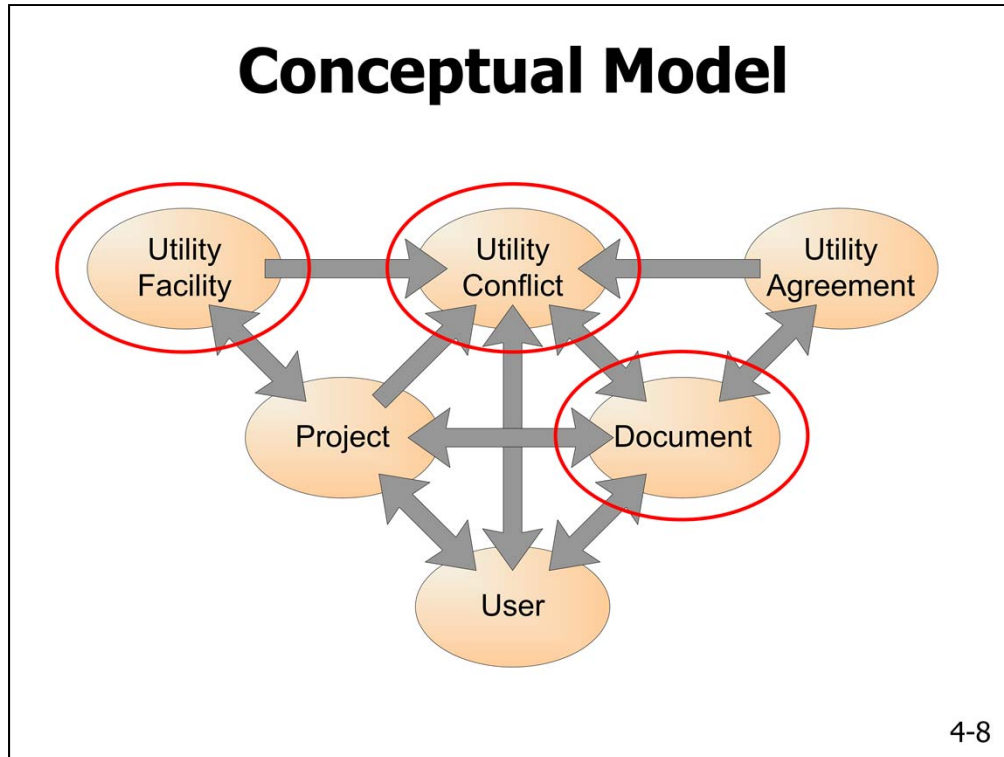 Conceptual Model
Utility
Facility
Utility
Conflict
Utility
Agreement
Project
Document
User
4-8